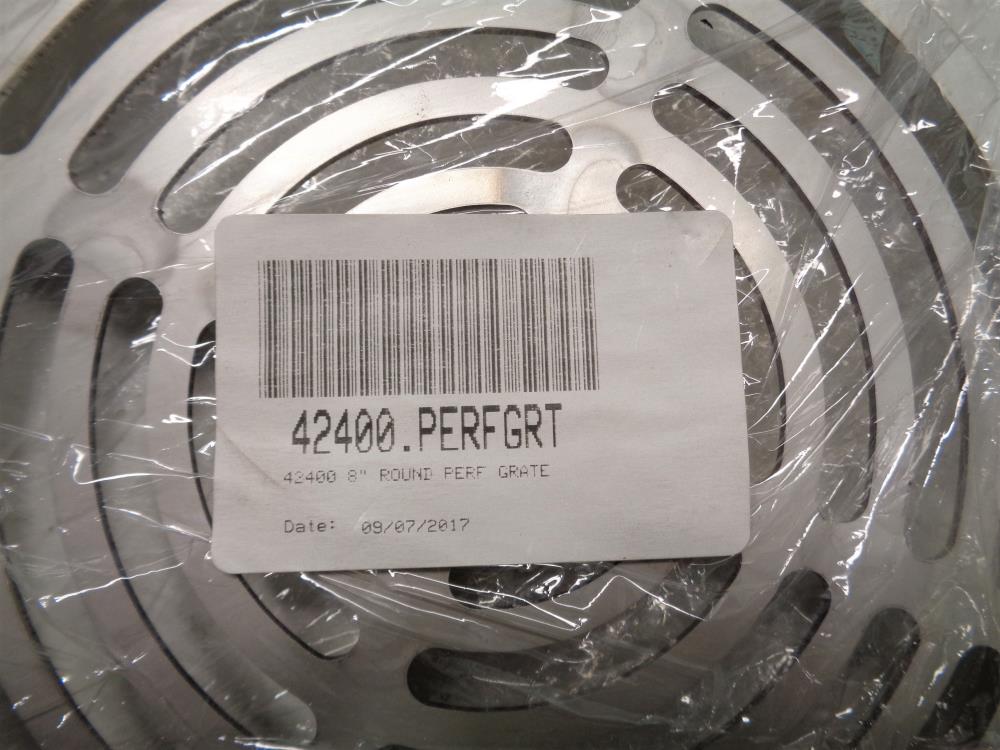 42400.PERFGRT
42400 8" ROUND PERF GRATE
Date: 09/07/2017